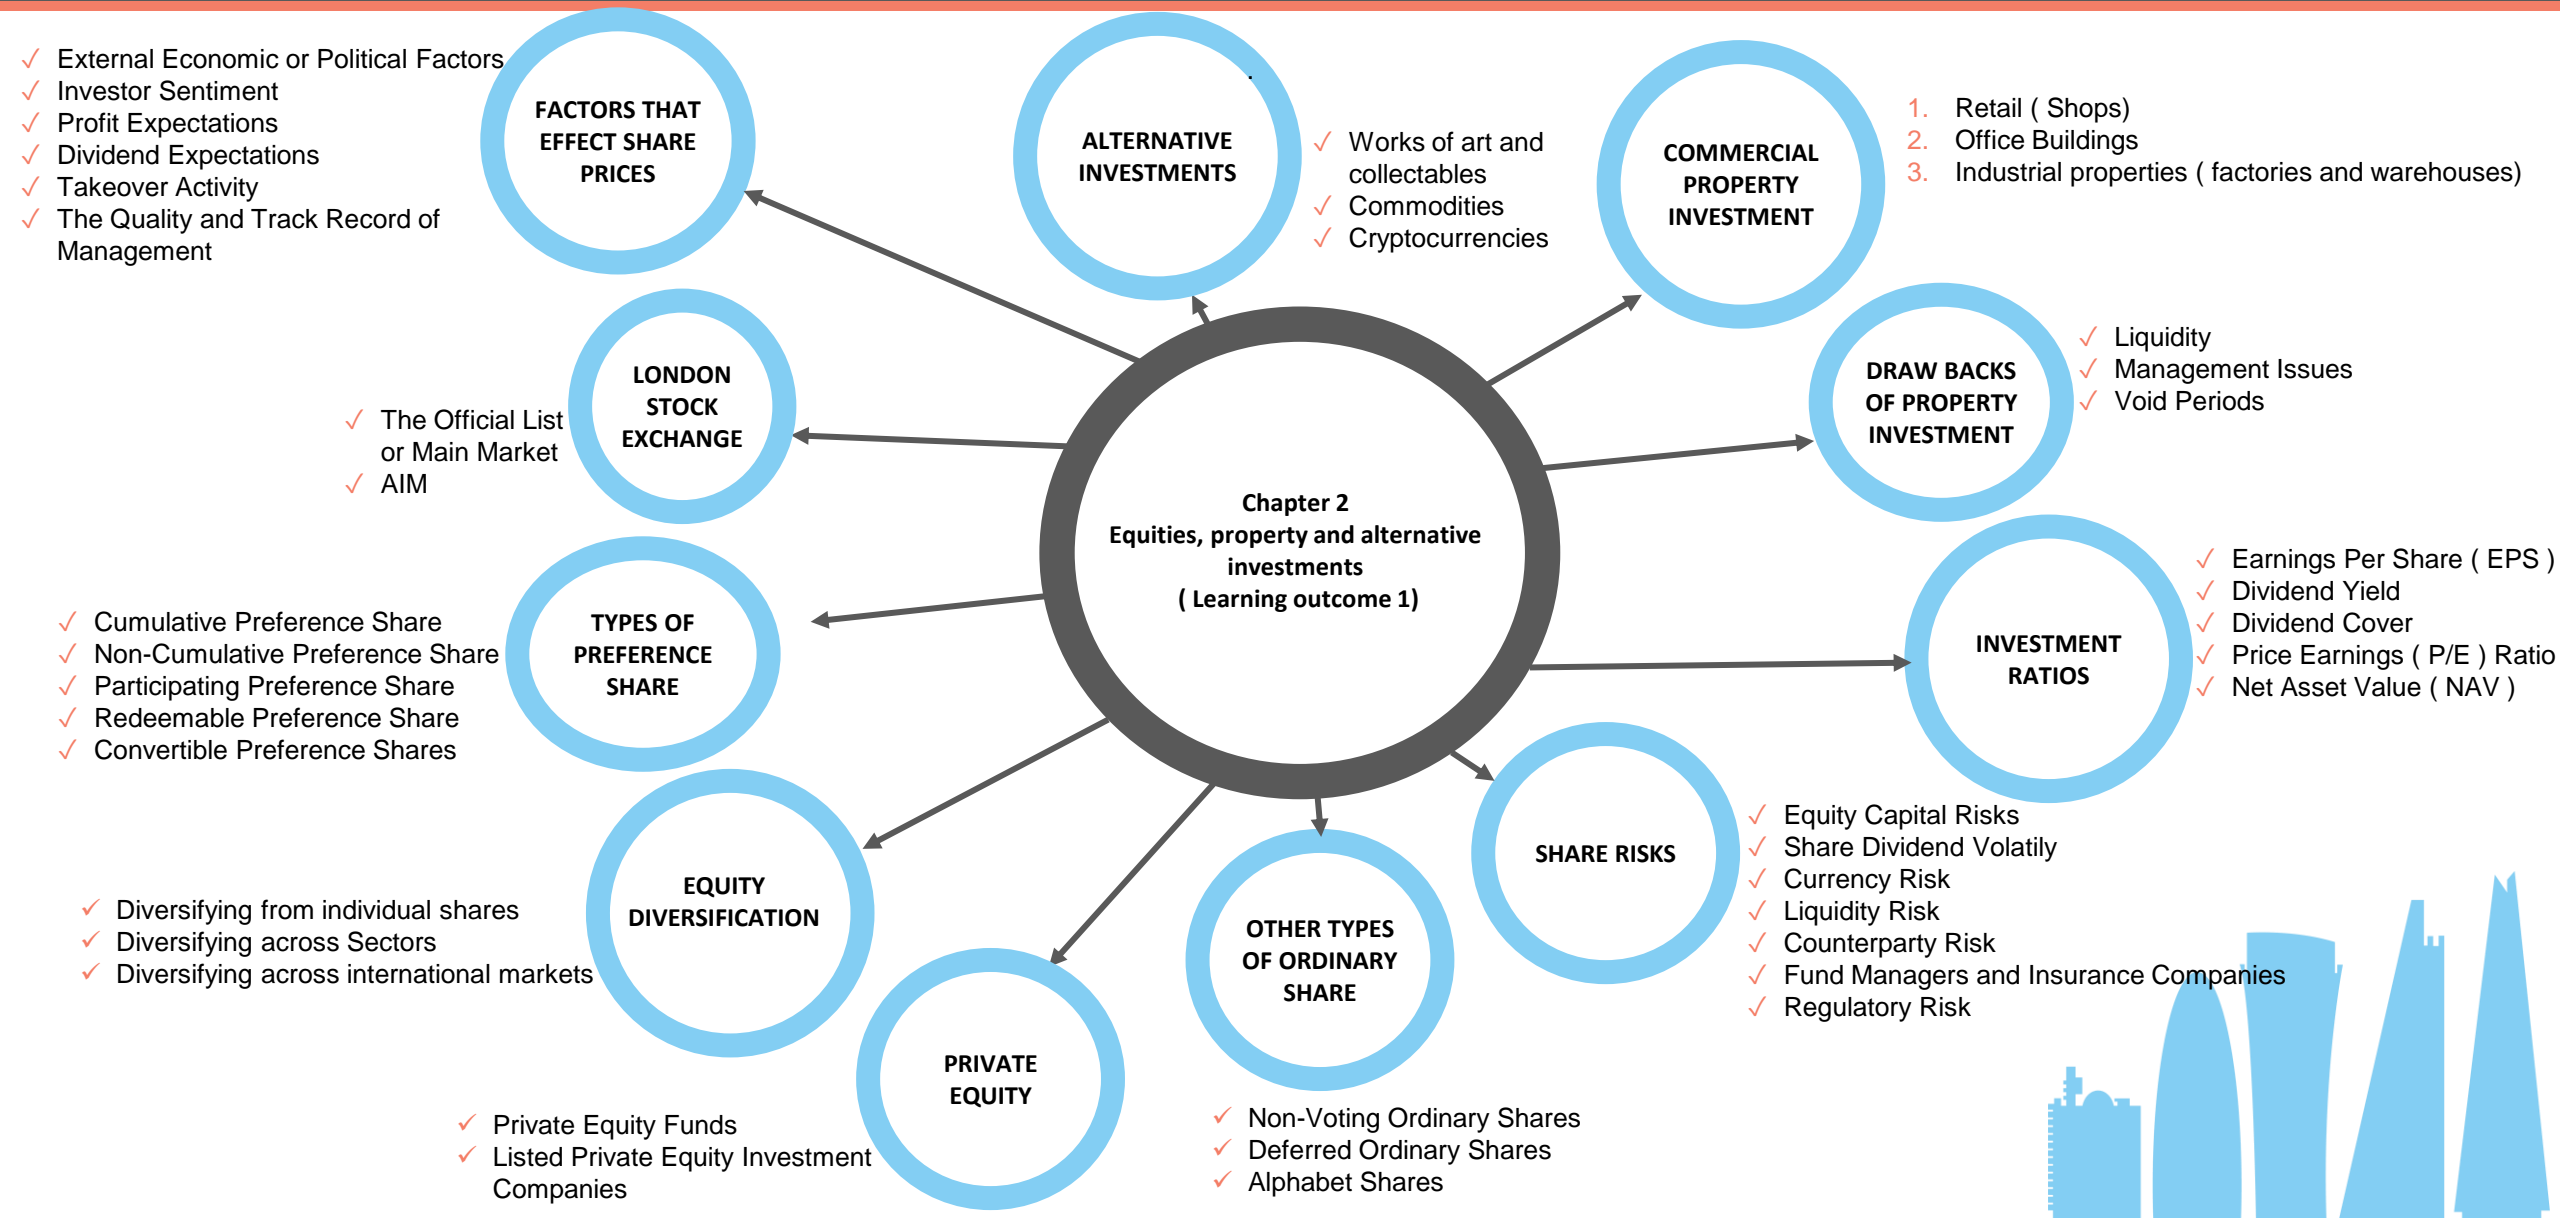 External Economic or Political Factors
Investor Sentiment
Profit Expectations
Dividend Expectations
Takeover Activity
The Quality and Track Record of
Management
FACTORS THAT
EFFECT SHARE
PRICES
ALTERNATIVE
INVESTMENTS
Works of art and
collectables
Commodities
Cryptocurrencies
COMMERCIAL
PROPERTY
INVESTMENT
1. Retail ( Shops)
2. Office Buildings
3. Industrial properties ( factories and warehouses)
LONDON
STOCK
EXCHANGE
The Official List
or Main Market
AIM
DRAW BACKS
OF PROPERTY
INVESTMENT
Liquidity
Management Issues
Void Periods
Chapter 2
Equities, property and alternative
investments
( Learning outcome 1)
TYPES OF
PREFERENCE
SHARE
Cumulative Preference Share
Non-Cumulative Preference Share
Participating Preference Share
Redeemable Preference Share
Convertible Preference Shares
INVESTMENT
RATIOS
Earnings Per Share ( EPS )
Dividend Yield
Dividend Cover
Price Earnings ( P/E ) Ratio
Net Asset Value ( NAV )
EQUITY
DIVERSIFICATION
Diversifying from individual shares
Diversifying across Sectors
Diversifying across international markets
SHARE RISKS
Equity Capital Risks
Share Dividend Volatily
Currency Risk
Liquidity Risk
Counterparty Risk
Fund Managers and Insurance Companies
Regulatory Risk
PRIVATE
EQUITY
Private Equity Funds
Listed Private Equity Investment
Companies
OTHER TYPES
OF ORDINARY
SHARE
Non-Voting Ordinary Shares
Deferred Ordinary Shares
Alphabet Shares